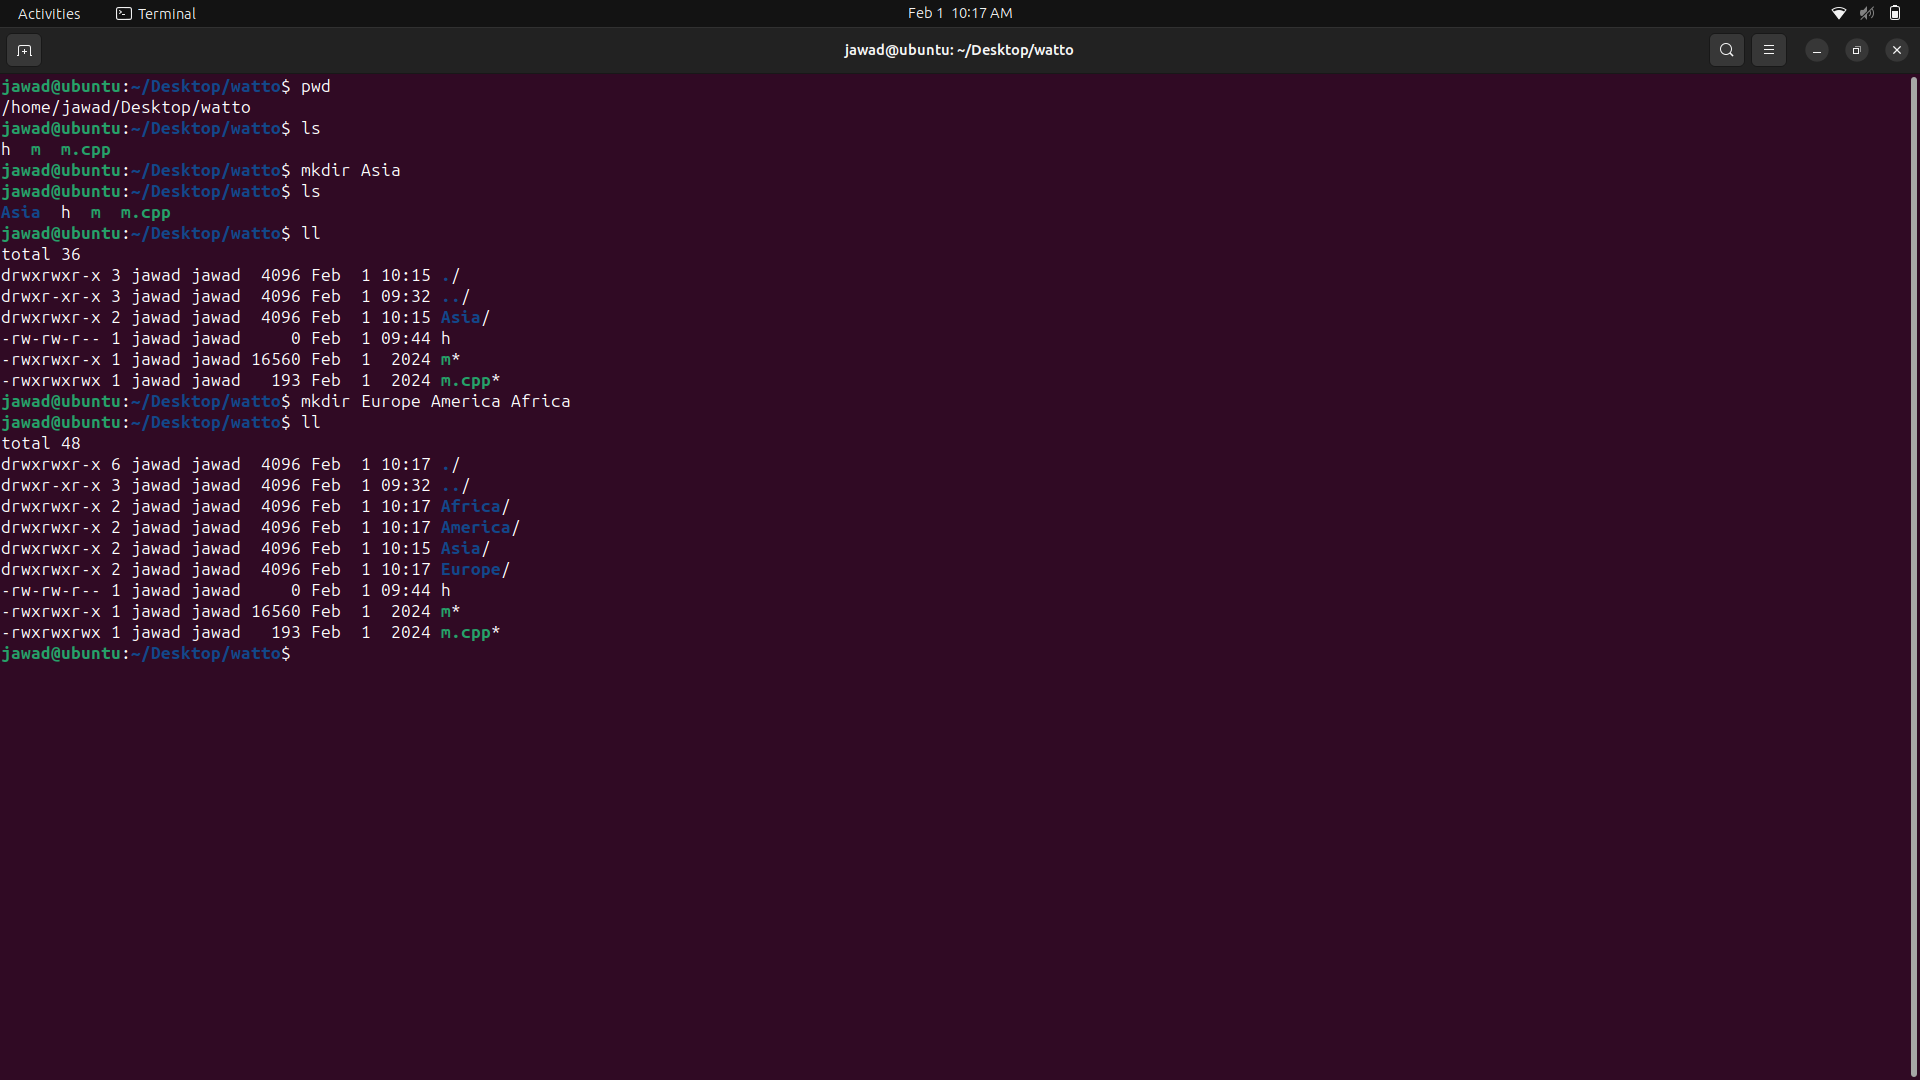 Activities Terminal Feb 1 10:17 AM
jawad@ubuntu: ~/Desktop/watto
jawad@ubuntu:~/Desktop/watto$ pwd
/home/jawad/Desktop/watto
jawad@ubuntu:~/Desktop/watto$ ls
h  m  m.cpp
jawad@ubuntu:~/Desktop/watto$ mkdir Asia
jawad@ubuntu:~/Desktop/watto$ ls
Asia  h  m  m.cpp
jawad@ubuntu:~/Desktop/watto$ ll
total 36
drwxrwxr-x 3 jawad jawad  4096 Feb  1 10:15 ./
drwxr-xr-x 3 jawad jawad  4096 Feb  1 09:32 ../
drwxrwxr-x 2 jawad jawad  4096 Feb  1 10:15 Asia/
-rw-rw-r-- 1 jawad jawad     0 Feb  1 09:44 h
-rwxrwxr-x 1 jawad jawad 16560 Feb  1  2024 m*
-rwxrwxrwx 1 jawad jawad   193 Feb  1  2024 m.cpp*
jawad@ubuntu:~/Desktop/watto$ mkdir Europe America Africa
jawad@ubuntu:~/Desktop/watto$ ll
total 48
drwxrwxr-x 6 jawad jawad  4096 Feb  1 10:17 ./
drwxr-xr-x 3 jawad jawad  4096 Feb  1 09:32 ../
drwxrwxr-x 2 jawad jawad  4096 Feb  1 10:17 Africa/
drwxrwxr-x 2 jawad jawad  4096 Feb  1 10:17 America/
drwxrwxr-x 2 jawad jawad  4096 Feb  1 10:15 Asia/
drwxrwxr-x 2 jawad jawad  4096 Feb  1 10:17 Europe/
-rw-rw-r-- 1 jawad jawad     0 Feb  1 09:44 h
-rwxrwxr-x 1 jawad jawad 16560 Feb  1  2024 m*
-rwxrwxrwx 1 jawad jawad   193 Feb  1  2024 m.cpp*
jawad@ubuntu:~/Desktop/watto$